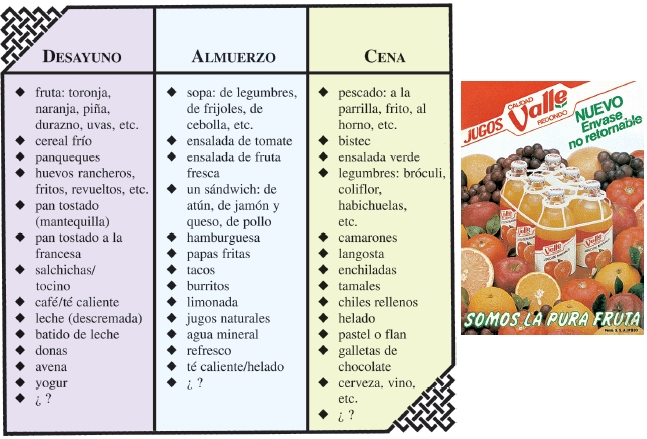 DESAYUNO
fruta: toronja,
naranja, piña,
durazno, uvas, etc.
cereal frío
panqueques
huevos rancheros,
fritos, revueltos, etc.
pan tostado
(mantequilla)
pan tostado a la
francesa
salchichas/
tocino
café/té caliente
leche (descremada)
batido de leche
donas
avena
yogur
¿ ?
ALMUERZO
sopa: de legumbres,
de frijoles, de
cebolla, etc.
ensalada de tomate
ensalada de fruta
fresca
un sándwich: de
atún, de jamón y
queso, de pollo
hamburguesa
papas fritas
tacos
burritos
limonada
jugos naturales
agua mineral
refresco
té caliente/helado
¿ ?
CENA
pescado: a la
parrilla, frito, al
horno, etc.
bistec
ensalada verde
legumbres: bróculi,
coliflor,
habichuelas,
etc.
camarones
langosta
enchiladas
tamales
chiles rellenos
helado
pastel o flan
galletas de
chocolate
cerveza, vino,
etc.
¿ ?
JUGOS
CALIDAD
Valle
REDONDO
NUEVO
Envase
no retornable
Valle
Valle
SOMOS LA PURA FRUTA